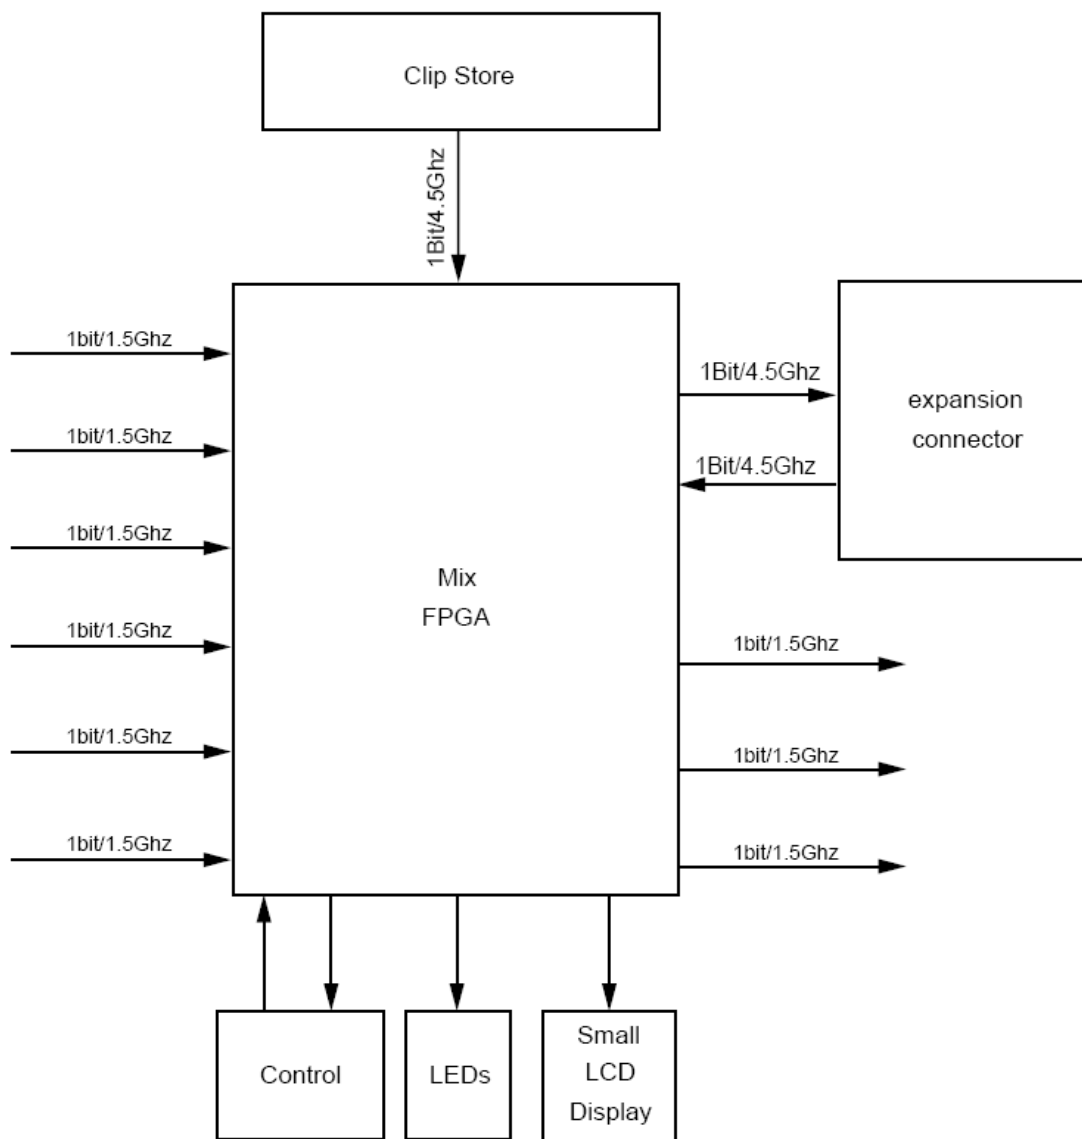 Clip Store
1Bit/4.5Ghz
1bit/1.5Ghz
1bit/1.5Ghz
1bit/1.5Ghz
1bit/1.5Ghz
1bit/1.5Ghz
1bit/1.5Ghz
Mix
FPGA
1Bit/4.5Ghz
1Bit/4.5Ghz
expansion
connector
1bit/1.5Ghz
1bit/1.5Ghz
1bit/1.5Ghz
Control
LEDs
Small
LCD
Display